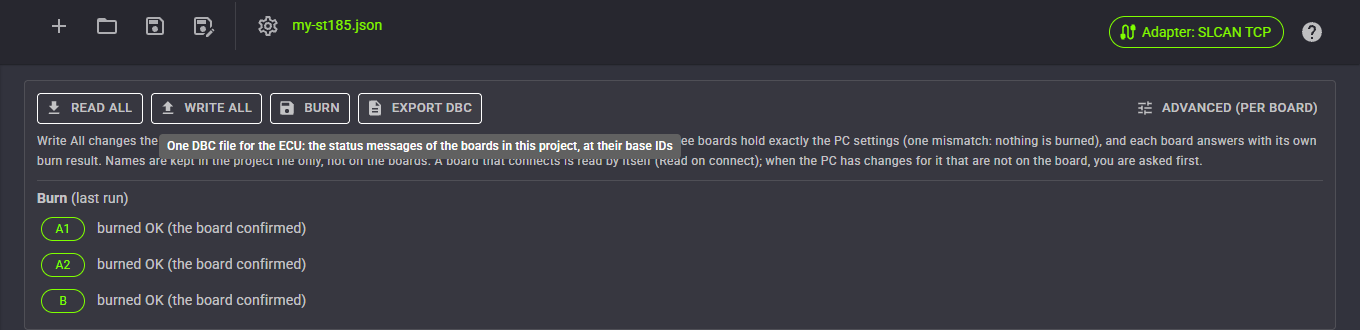 my-st185.json
Adapter: SLCAN TCP
READ ALL
WRITE ALL
BURN
EXPORT DBC
ADVANCED (PER BOARD)
Write All changes the
One DBC file for the ECU: the status messages of the boards in this project, at their base IDs
ee boards hold exactly the PC settings (one mismatch: nothing is burned), and each board answers with its own
burn result. Names are kept in the project file only, not on the boards. A board that connects is read by itself (Read on connect); when the PC has changes for it that are not on the board, you are asked first.
Burn (last run)
A1 burned OK (the board confirmed)
A2 burned OK (the board confirmed)
B burned OK (the board confirmed)